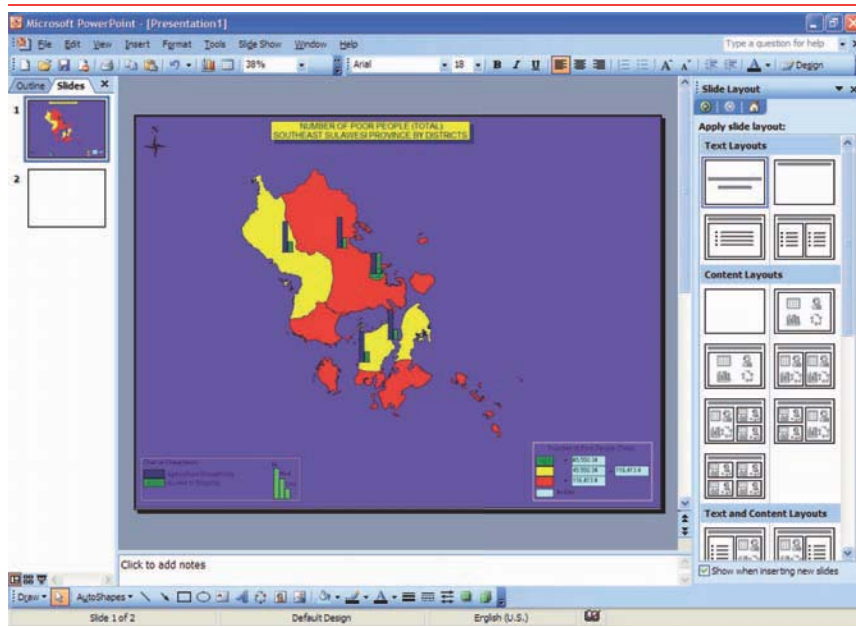 Microsoft PowerPoint - [Presentation1]
File Edit View Insert Format Tools Slide Show Window Help
Type a question for help
38%
Arial
18
B I U
Design
Outline Slides
1
2
N
NUMBER OF POOR PEOPLE (TOTAL)
SOUTHEAST SULAWESI PROVINCE BY DISTRICTS
Slide Layout
Apply slide layout:
Text Layouts
Content Layouts
Text and Content Layouts
Show when inserting new slides
Click to add notes
Draw AutoShapes
Slide 1 of 2
Default Design
English (U.S.)